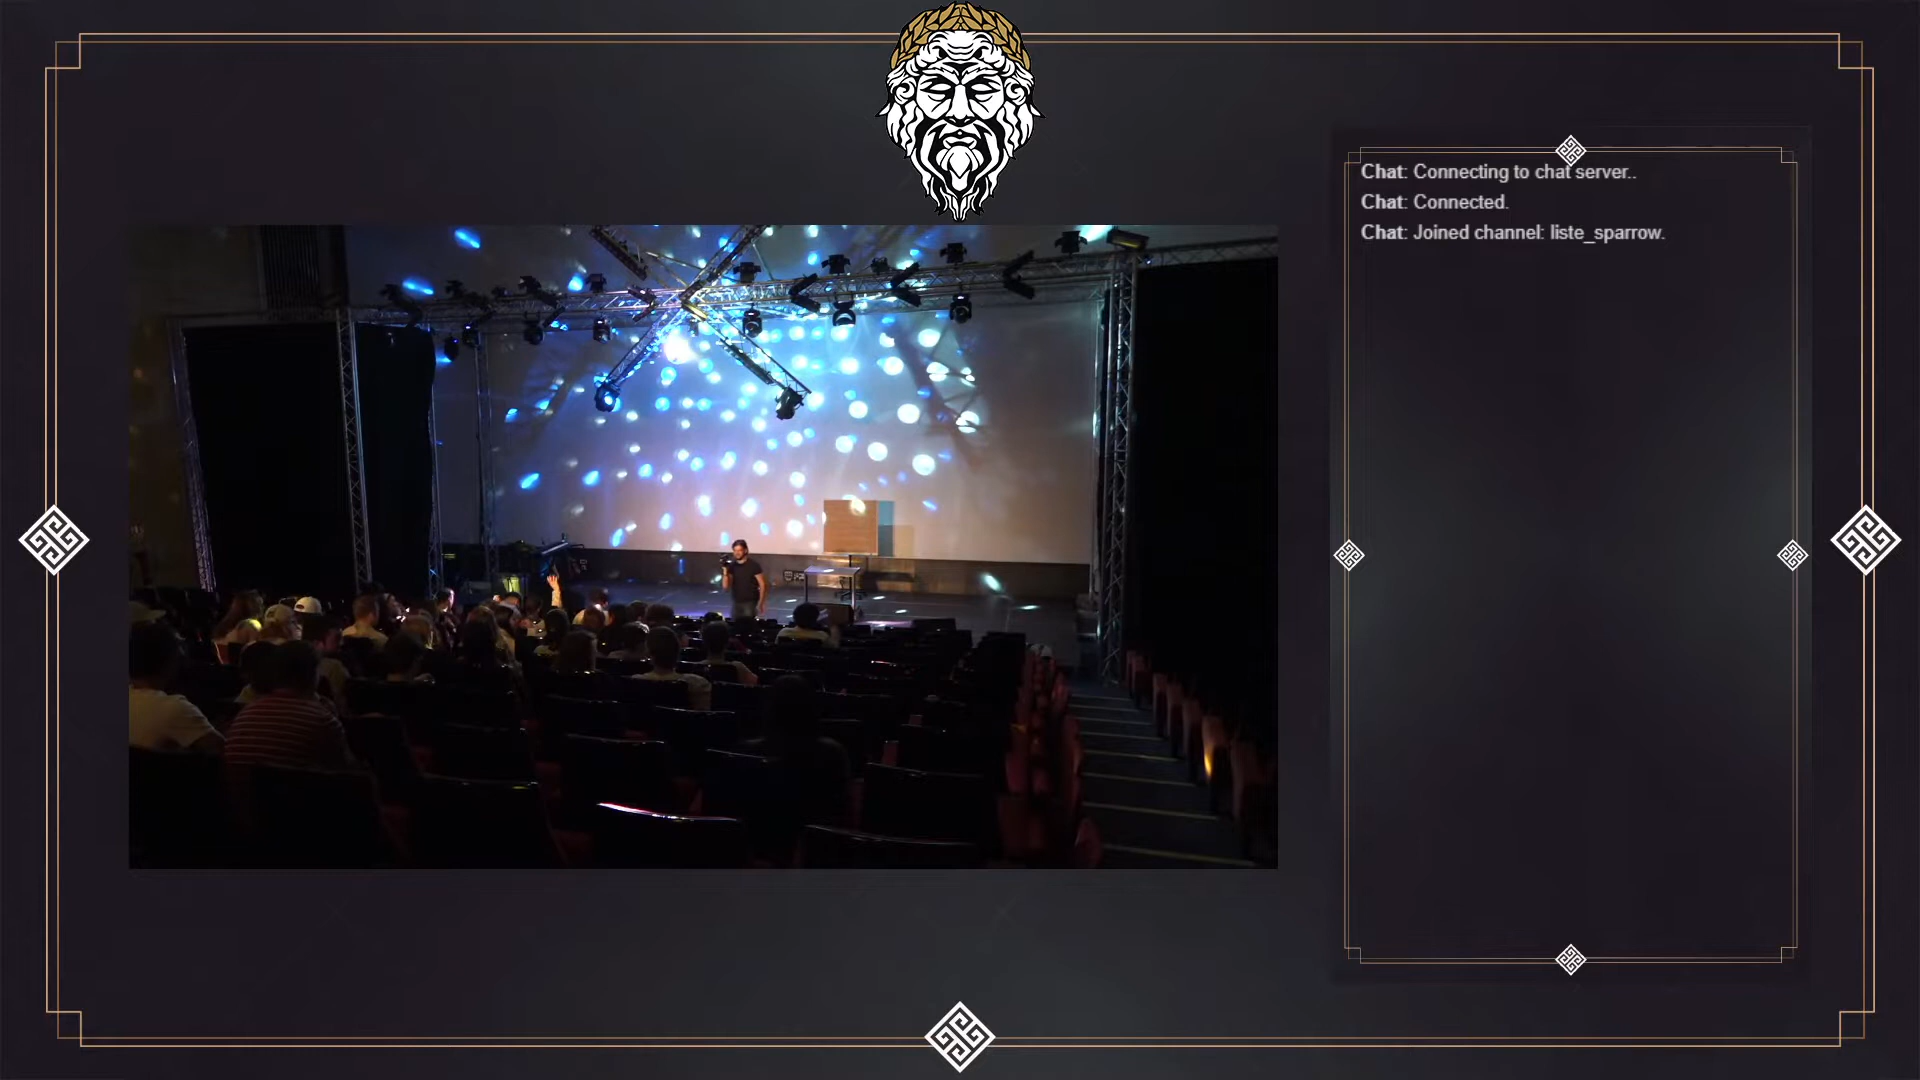 Chat: Connecting to chat server..
Chat: Connected.
Chat: Joined channel: liste_sparrow.